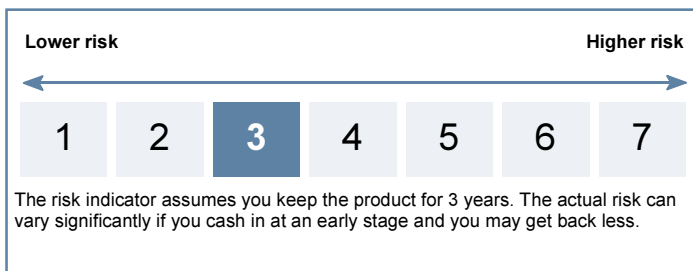 Lower risk Higher risk
1 2 3 4 5 6 7
The risk indicator assumes you keep the product for 3 years. The actual risk can
vary significantly if you cash in at an early stage and you may get back less.